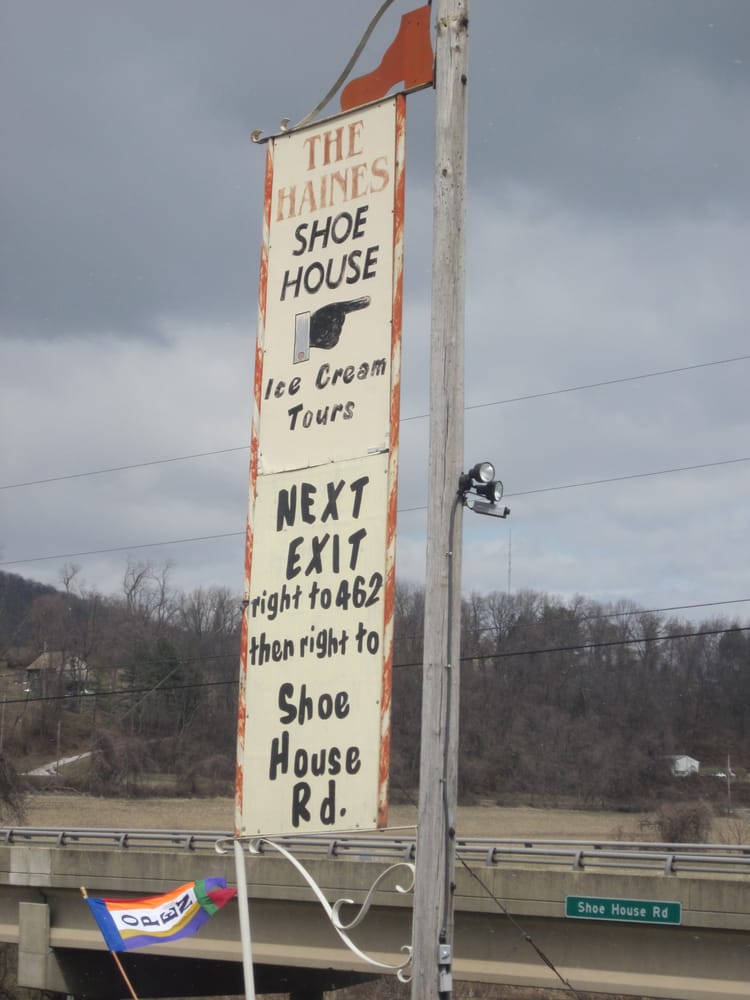 THE
HAINES
SHOE
HOUSE
Ice Cream
Tours
NEXT
EXIT
right to 462
then right to
Shoe
House
Rd.
OPEN
Shoe House Rd